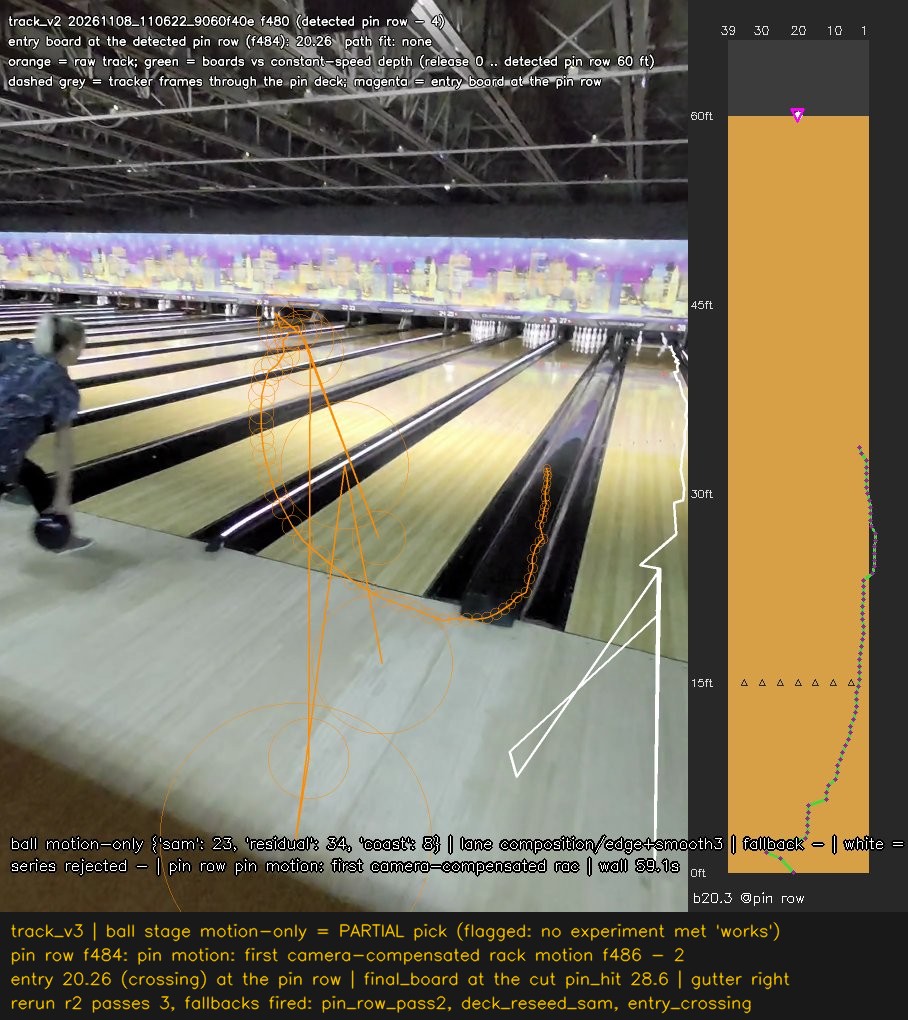 track_v2 20261108_110622_9060f40e f480 (detected pin row - 4)
entry board at the detected pin row (f484): 20.26 path fit: none
orange = raw track; green = boards vs constant-speed depth (release 0 .. detected pin row 60 ft)
dashed grey = tracker frames through the pin deck; magenta = entry board at the pin row
39 30 20 10 1
60ft
45ft
30ft
15ft
0ft
ball motion-only {'sam': 23, 'residual': 34, 'coast': 8} | lane composition/edge+smooth3 | fallback - | white =
series rejected - | pin row pin motion: first camera-compensated rac | wall 59.1s
b20.3 @pin row
track_v3 | ball stage motion-only = PARTIAL pick (flagged: no experiment met 'works')
pin row f484: pin motion: first camera-compensated rack motion f486 - 2
entry 20.26 (crossing) at the pin row | final_board at the cut pin_hit 28.6 | gutter right
rerun r2 passes 3, fallbacks fired: pin_row_pass2, deck_reseed_sam, entry_crossing